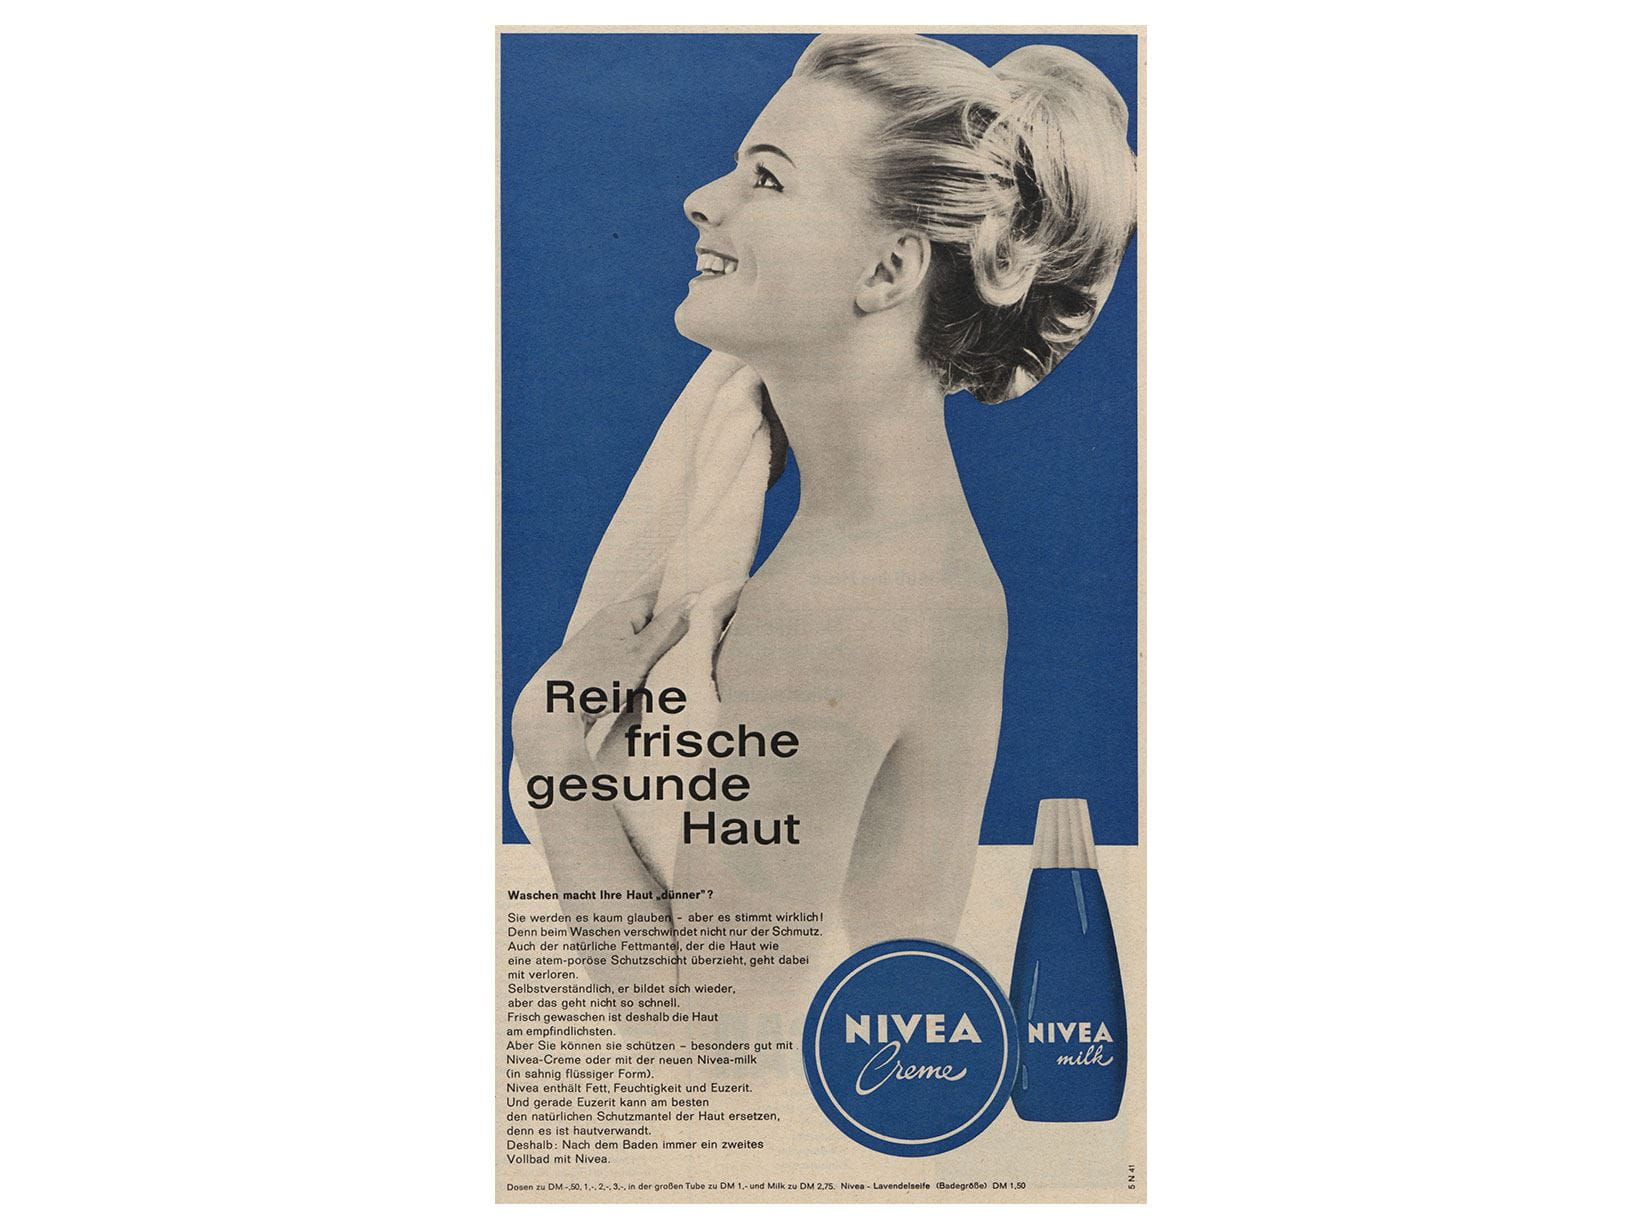 Reine
frische
gesunde
Haut
Waschen macht Ihre Haut „dünner"?
Sie werden es kaum glauben – aber es stimmt wirklich!
Denn beim Waschen verschwindet nicht nur der Schmutz.
Auch der natürliche Fettmantel, der die Haut wie
eine atem-poröse Schutzschicht überzieht, geht dabei
mit verloren.
Selbstverständlich, er bildet sich wieder,
aber das geht nicht so schnell.
Frisch gewaschen ist deshalb die Haut
am empfindlichsten.
Aber Sie können sie schützen – besonders gut mit
Nivea-Creme oder mit der neuen Nivea-milk
(in sahnig flüssiger Form).
Nivea enthält Fett, Feuchtigkeit und Euzerit.
Und gerade Euzerit kann am besten
den natürlichen Schutzmantel der Haut ersetzen,
denn es ist hautverwandt.
Deshalb: Nach dem Baden immer ein zweites
Vollbad mit Nivea.
NIVEA
Creme
NIVEA
milk
Dosen zu DM -,50, 1,-, 2,-, 3,-, in der großen Tube zu DM 1,- und Milk zu DM 2,75. Nivea - Lavendelseife (Badegröße) DM 1,50
5 N 41